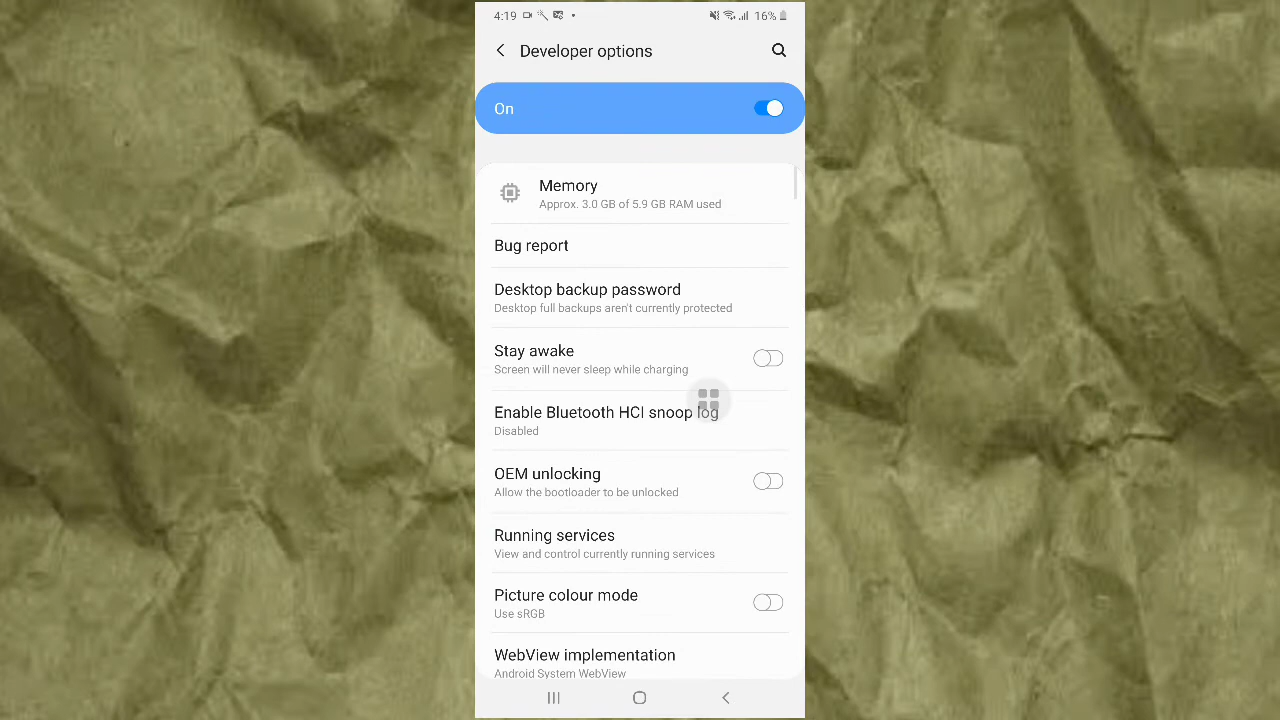 4:19
16%
Developer options
On
Memory
Approx. 3.0 GB of 5.9 GB RAM used
Bug report
Desktop backup password
Desktop full backups aren't currently protected
Stay awake
Screen will never sleep while charging
Enable Bluetooth HCI snoop log
Disabled
OEM unlocking
Allow the bootloader to be unlocked
Running services
View and control currently running services
Picture colour mode
Use sRGB
WebView implementation
Android System WebView